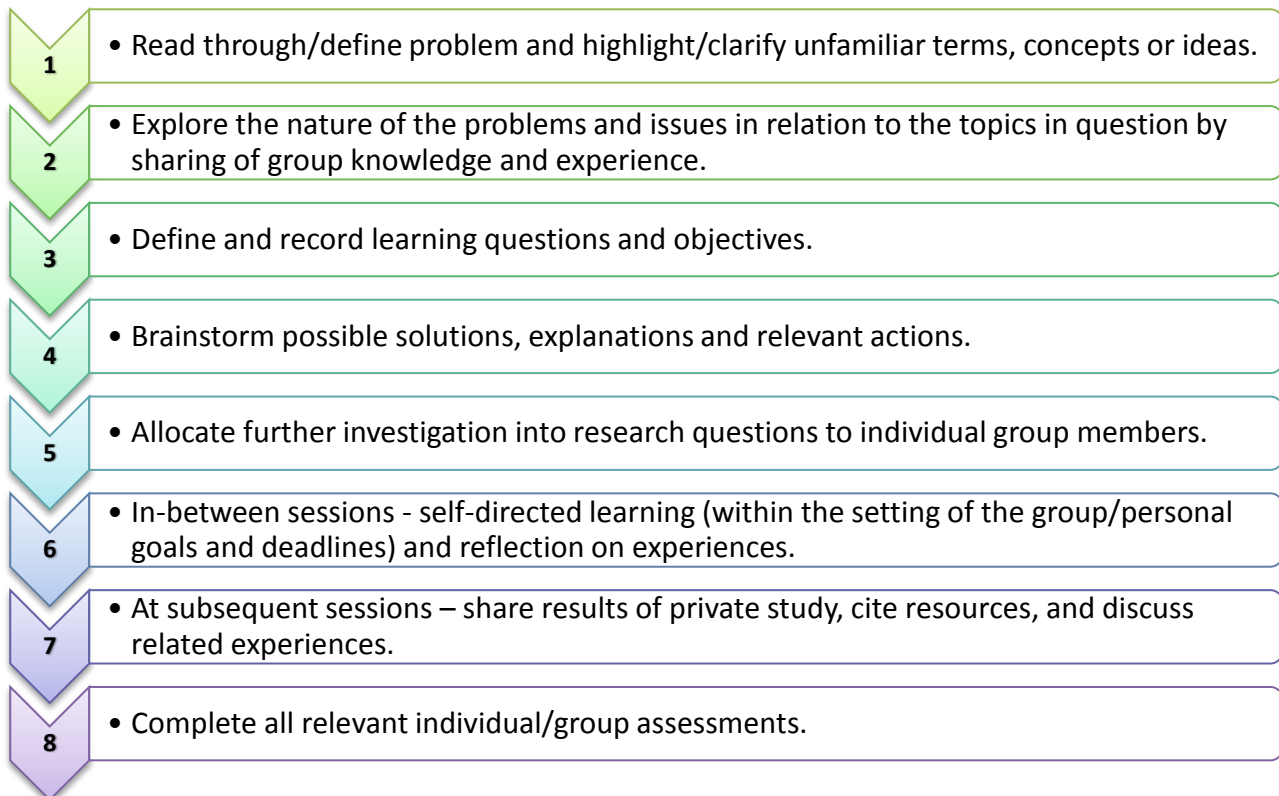 1
• Read through/define problem and highlight/clarify unfamiliar terms, concepts or ideas.
2
• Explore the nature of the problems and issues in relation to the topics in question by
sharing of group knowledge and experience.
3
• Define and record learning questions and objectives.
4
• Brainstorm possible solutions, explanations and relevant actions.
5
• Allocate further investigation into research questions to individual group members.
6
• In-between sessions - self-directed learning (within the setting of the group/personal
goals and deadlines) and reflection on experiences.
7
• At subsequent sessions – share results of private study, cite resources, and discuss
related experiences.
8
• Complete all relevant individual/group assessments.